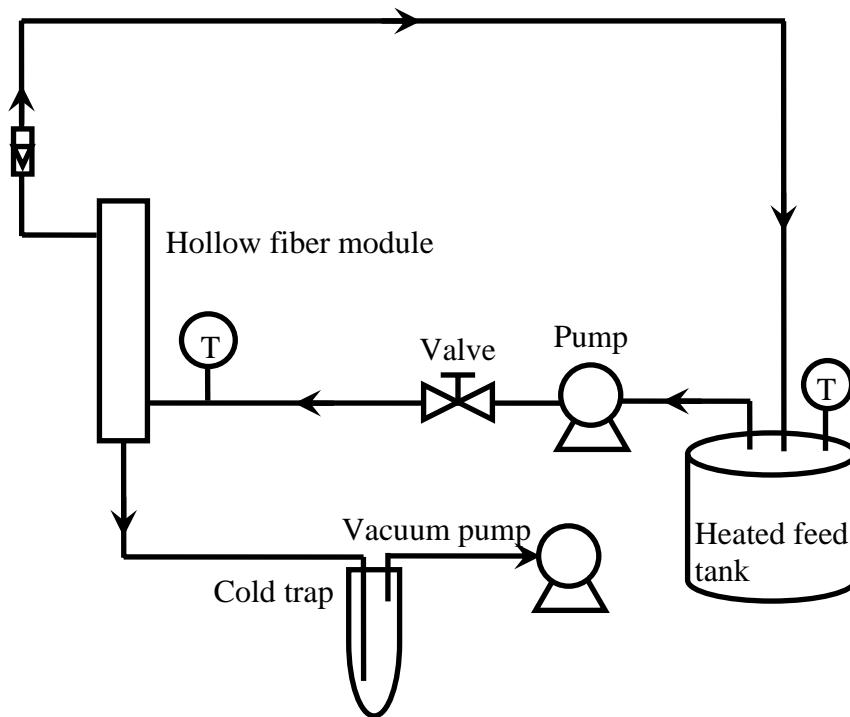 Hollow fiber module
T
Valve
Pump
T
Vacuum pump
Cold trap
Heated feed
tank